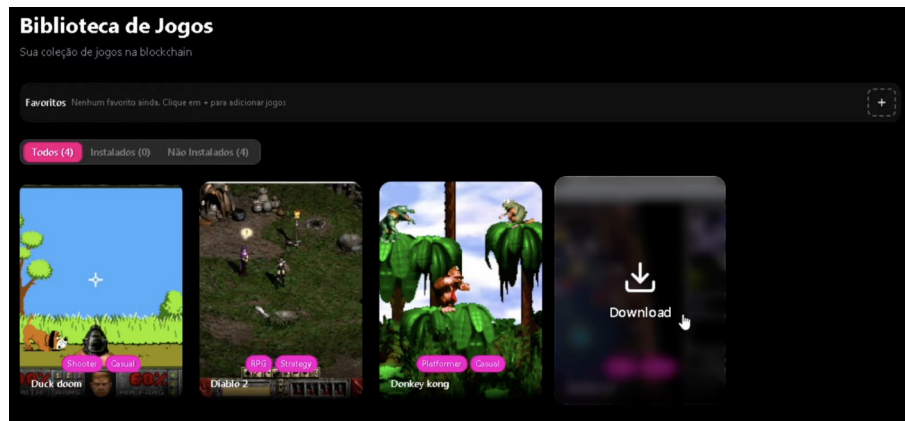 Biblioteca de Jogos
Sua coleção de jogos na blockchain
Favoritos Nenhum favorito ainda. Clique em + para adicionar jogos
+
Todos (4) Instalados (0) Não Instalados (4)
Download
Shooter Casual
RPG Strategy
Platformer Casual
Duck doom
Diablo 2
Donkey kong
60%